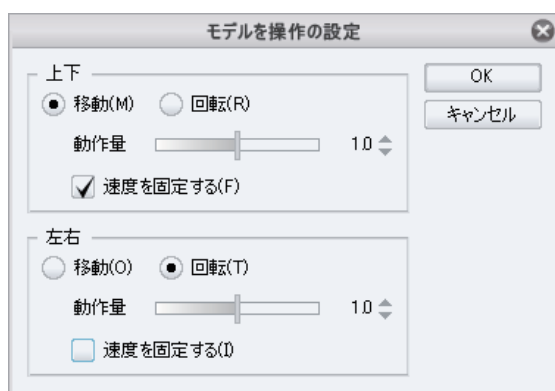 モデルを操作の設定
上下
移動(M) 回転(R)
動作量 1.0
速度を固定する(F)
左右
移動(O) 回転(T)
動作量 1.0
速度を固定する(I)
OK
キャンセル